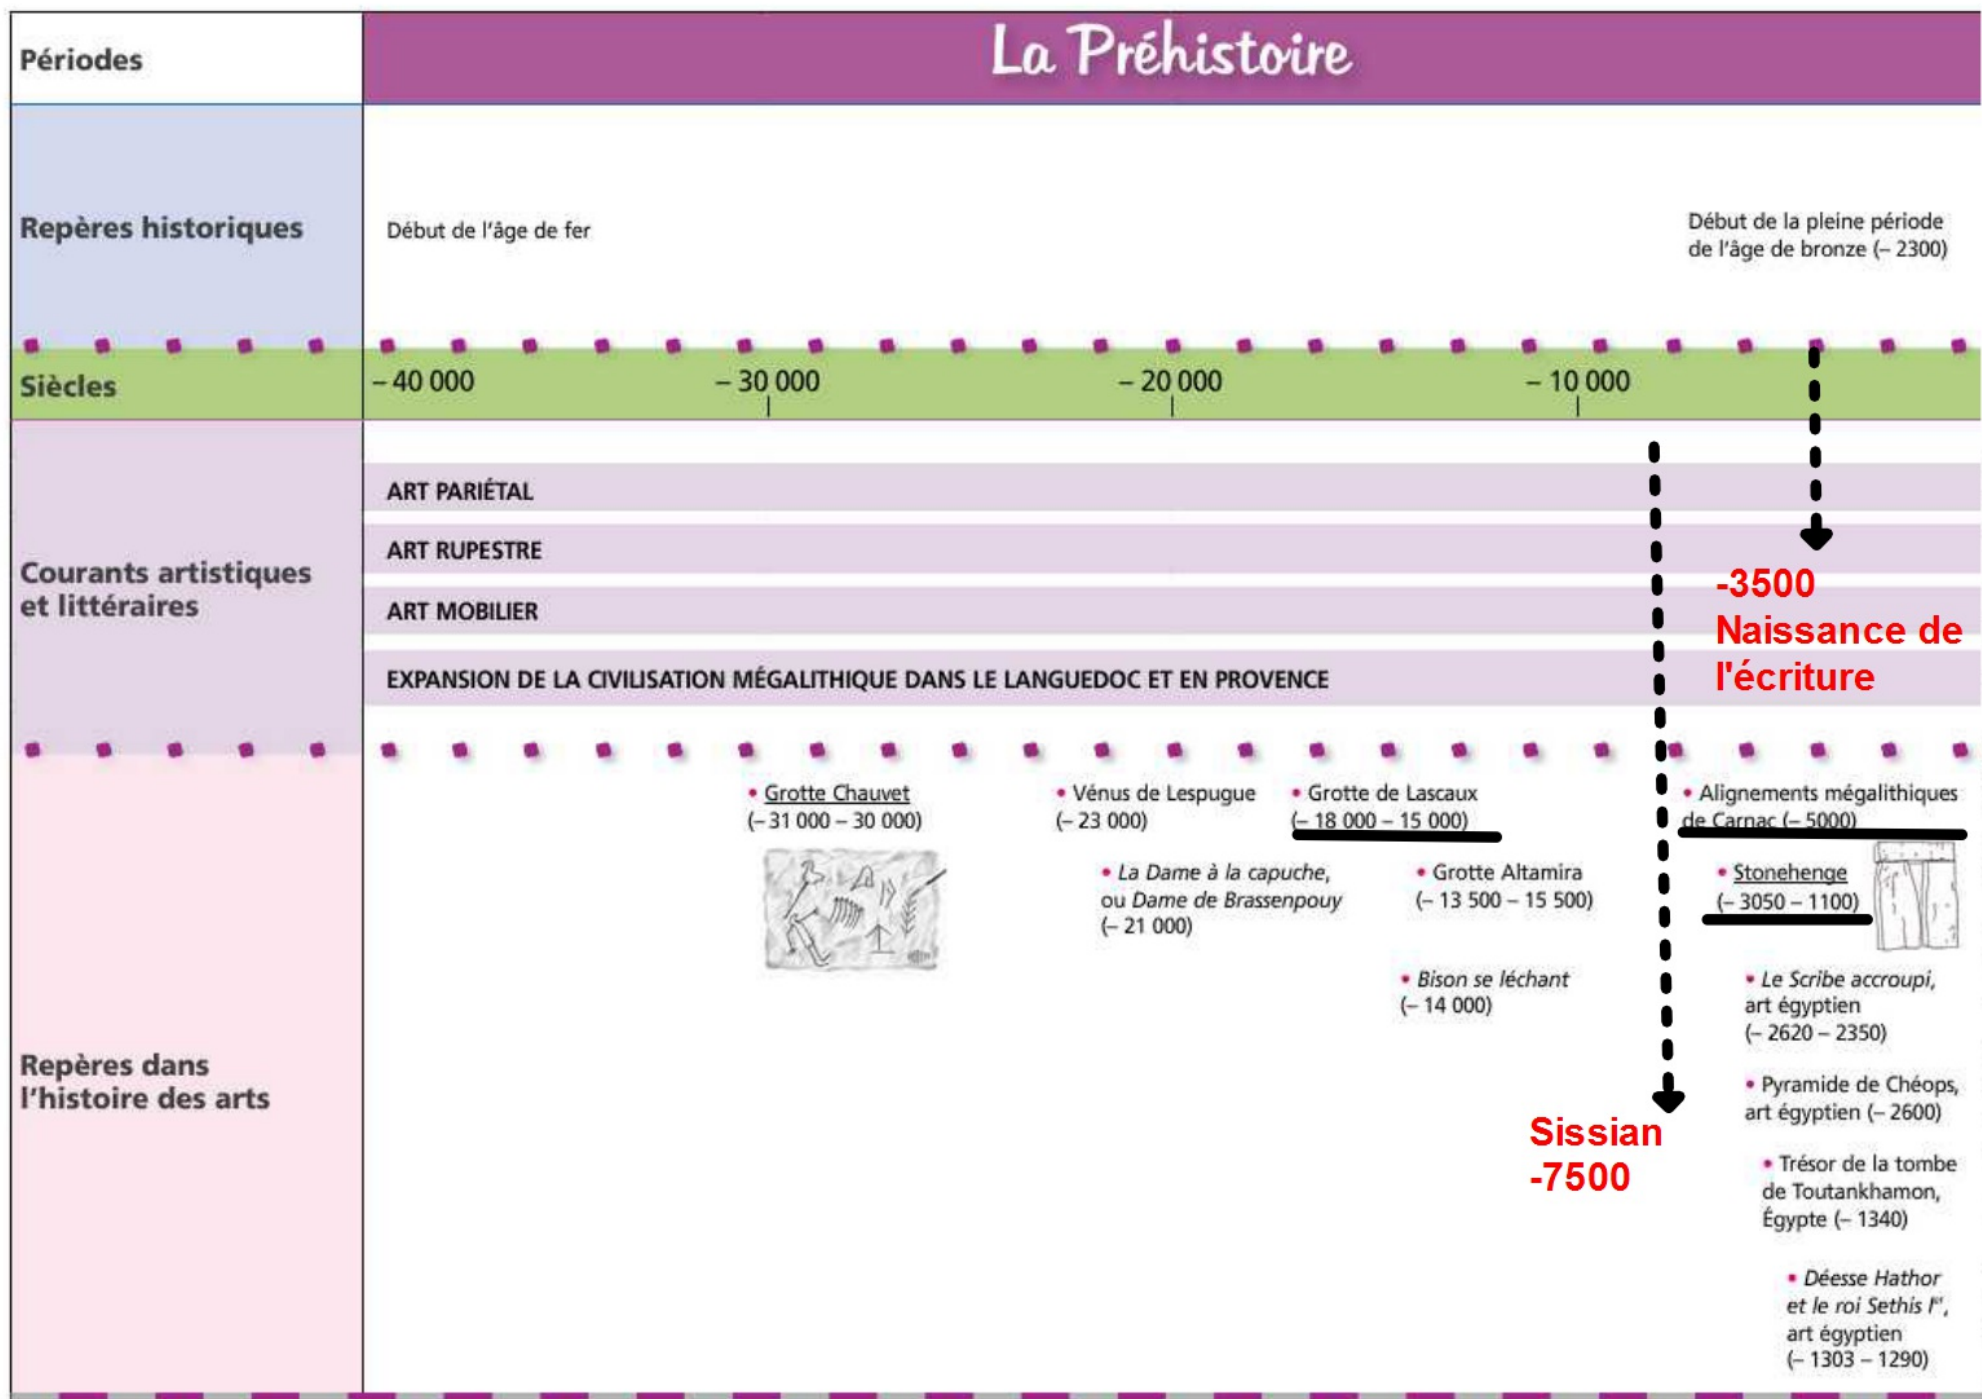 Périodes
La Préhistoire
Repères historiques
Début de l'âge de fer
Début de la pleine période
de l'âge de bronze (– 2300)
Siècles
– 40 000
– 30 000
– 20 000
– 10 000
Courants artistiques
et littéraires
ART PARIÉTAL
ART RUPESTRE
ART MOBILIER
EXPANSION DE LA CIVILISATION MÉGALITHIQUE DANS LE LANGUEDOC ET EN PROVENCE
-3500
Naissance de
l'écriture
Repères dans
l'histoire des arts
• Grotte Chauvet
(– 31 000 – 30 000)
• Vénus de Lespugue
(– 23 000)
• La Dame à la capuche,
ou Dame de Brassenpouy
(– 21 000)
• Grotte de Lascaux
(– 18 000 – 15 000)
• Grotte Altamira
(– 13 500 – 15 500)
• Bison se léchant
(– 14 000)
Sissian
-7500
• Alignements mégalithiques
de Carnac (– 5000)
• Stonehenge
(– 3050 – 1100)
• Le Scribe accroupi,
art égyptien
(– 2620 – 2350)
• Pyramide de Chéops,
art égyptien (– 2600)
• Trésor de la tombe
de Toutankhamon,
Égypte (– 1340)
• Déesse Hathor
et le roi Sethis Ier,
art égyptien
(– 1303 – 1290)